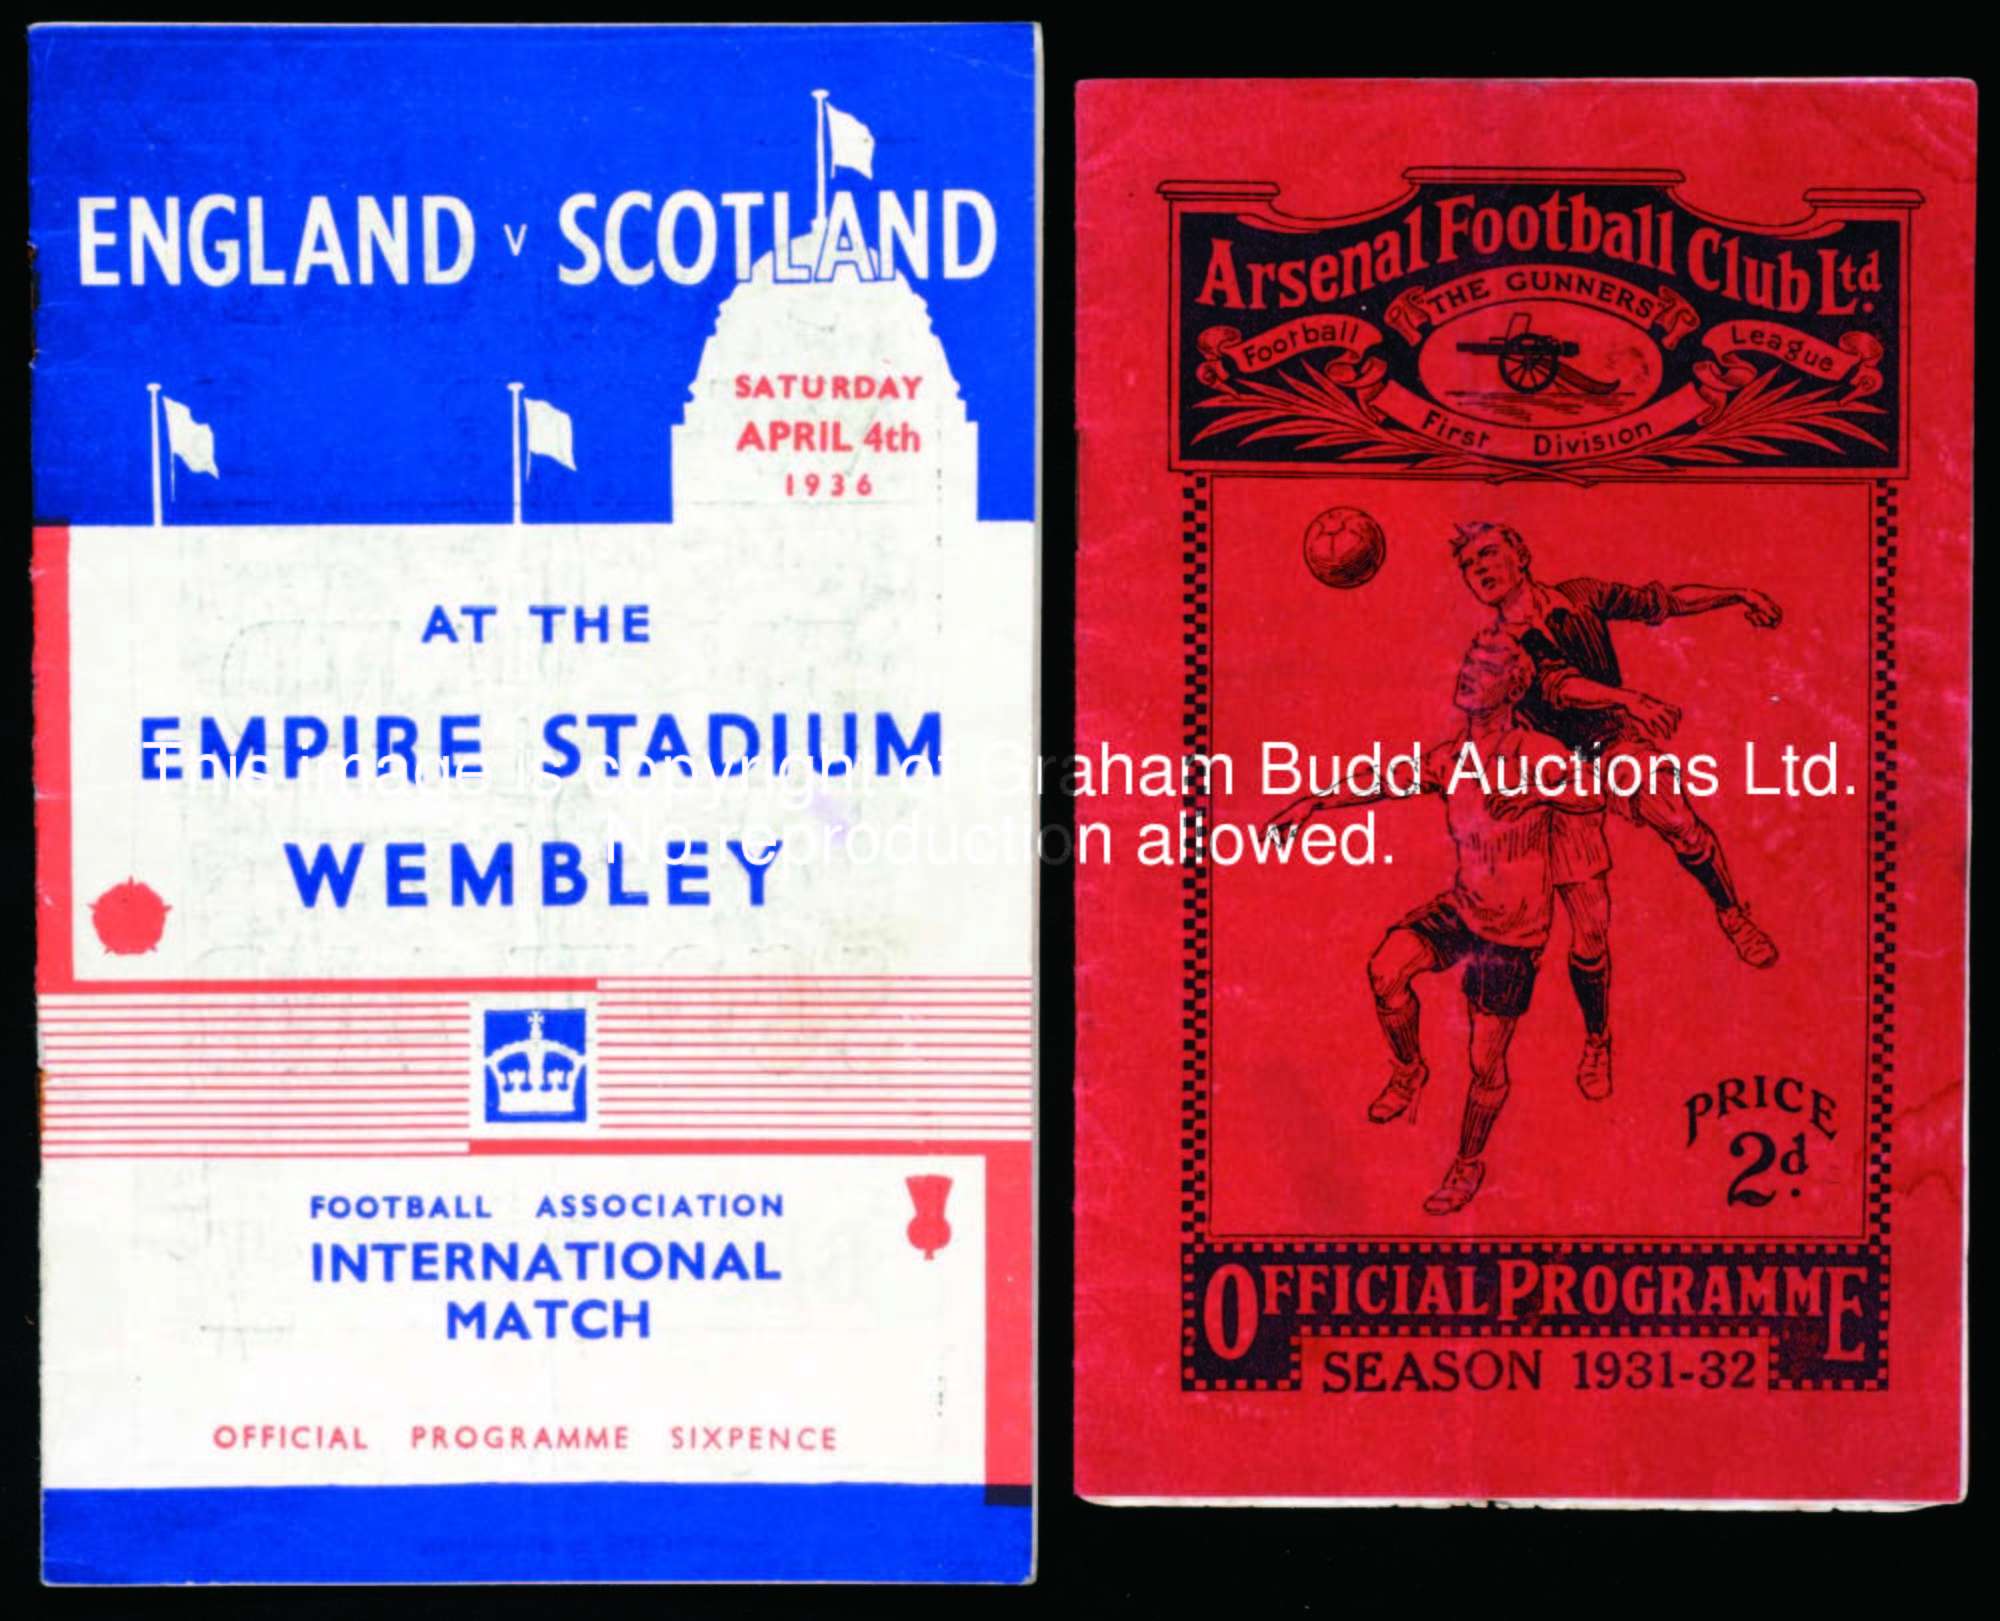 ENGLAND v SCOTLAND
SATURDAY
APRIL 4th
1936
AT THE
EMPIRE STADIUM
WEMBLEY
FOOTBALL ASSOCIATION
INTERNATIONAL
MATCH
OFFICIAL PROGRAMME SIXPENCE
Arsenal Football Club Ltd.
THE GUNNERS
Football League
First Division
PRICE
2d.
OFFICIAL PROGRAMME
SEASON 1931-32
This image is copyright of Graham Budd Auctions Ltd.
No reproduction allowed.